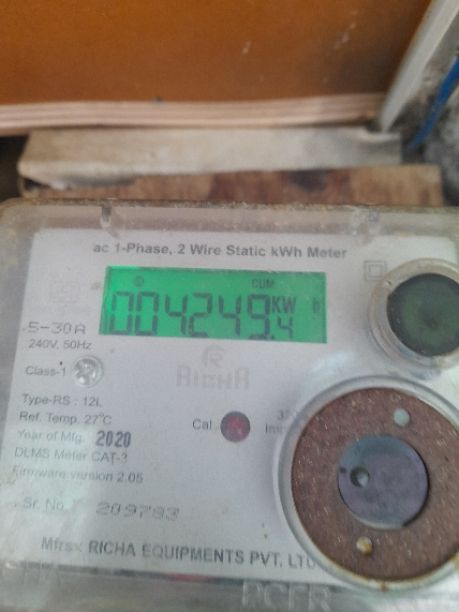 ac 1-Phase, 2 Wire Static kWh Meter
CUM
004249.4 KW h
5-30A
240V, 50Hz
RICHA
Class-1
Type-RS : 12L
Cal
Ref. Temp. 27°C
Year of Mfg. 2020
DLMS Meter CAT-3
Firmware version 2.05
Sr. No. 209783
RICHA EQUIPMENTS PVT. LTD